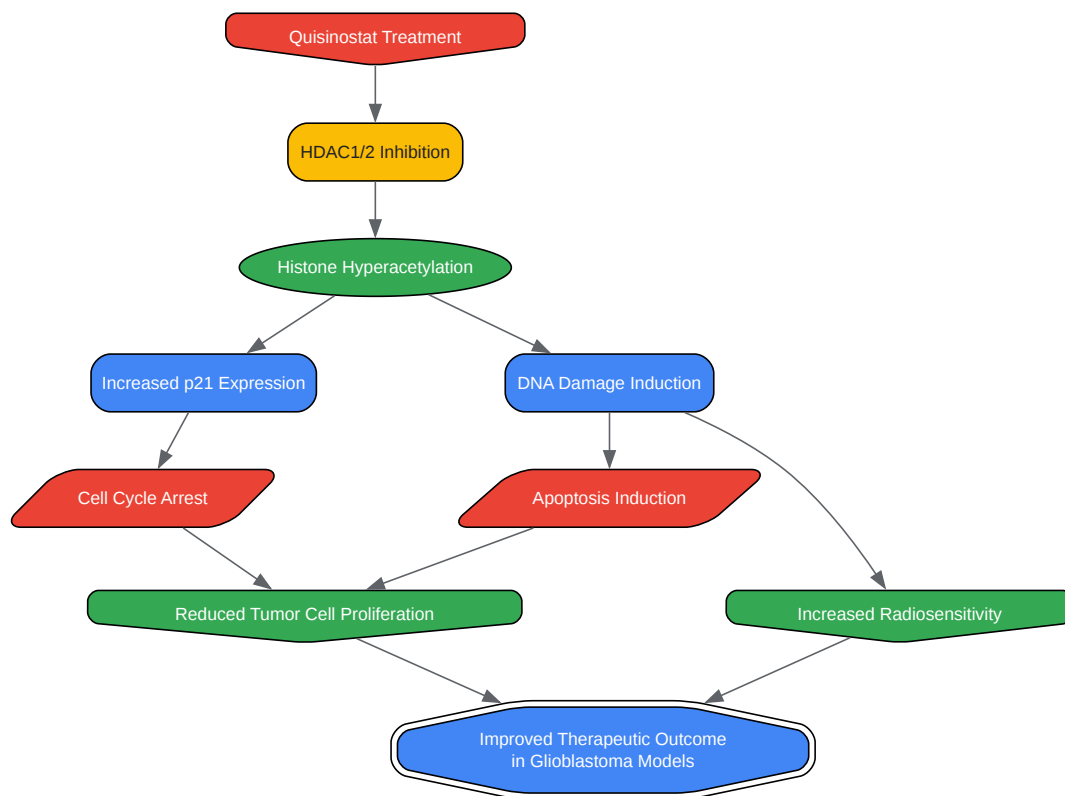 Quisinostat Treatment
HDAC1/2 Inhibition
Histone Hyperacetylation
Increased p21 Expression
DNA Damage Induction
Cell Cycle Arrest
Apoptosis Induction
Reduced Tumor Cell Proliferation
Increased Radiosensitivity
Improved Therapeutic Outcome
in Glioblastoma Models